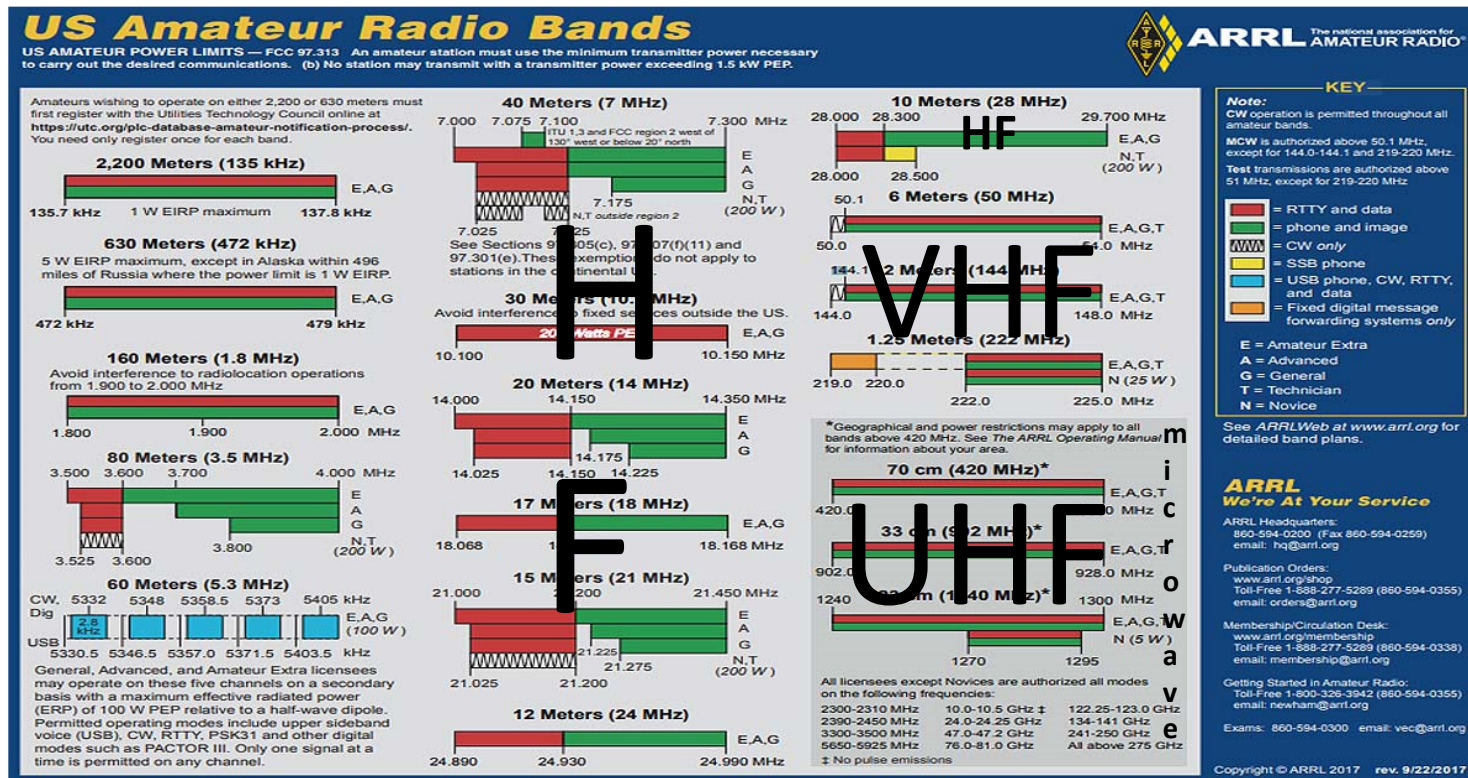 US Amateur Radio Bands
US AMATEUR POWER LIMITS — FCC 97.313 An amateur station must use the minimum transmitter power necessary
to carry out the desired communications. (b) No station may transmit with a transmitter power exceeding 1.5 kW PEP.
ARRL The national association for
AMATEUR RADIO®
Amateurs wishing to operate on either 2,200 or 630 meters must
first register with the Utilities Technology Council online at
https://utc.org/plc-database-amateur-notification-process/.
You need only register once for each band.
2,200 Meters (135 kHz)
E,A,G
135.7 kHz 1 W EIRP maximum 137.8 kHz
630 Meters (472 kHz)
5 W EIRP maximum, except in Alaska within 496
miles of Russia where the power limit is 1 W EIRP.
E,A,G
472 kHz 479 kHz
160 Meters (1.8 MHz)
Avoid interference to radiolocation operations
from 1.900 to 2.000 MHz
E,A,G
1.800 1.900 2.000 MHz
80 Meters (3.5 MHz)
3.500 3.600 3.700 4.000 MHz
E
A
G
N,T
(200 W)
3.800
3.525 3.600
60 Meters (5.3 MHz)
CW, 5332 5348 5358.5 5373 5405 kHz
Dig
2.8
kHz
E,A,G
(100 W)
USB
5330.5 5346.5 5357.0 5371.5 5403.5 kHz
General, Advanced, and Amateur Extra licensees
may operate on these five channels on a secondary
basis with a maximum effective radiated power
(ERP) of 100 W PEP relative to a half-wave dipole.
Permitted operating modes include upper sideband
voice (USB), CW, RTTY, PSK31 and other digital
modes such as PACTOR III. Only one signal at a
time is permitted on any channel.
40 Meters (7 MHz)
7.000 7.075 7.100 7.300 MHz
ITU 1,3 and FCC region 2 west of
130° west or below 20° north
E
A
G
7.175
N,T
(200 W)
N,T outside region 2
7.025
See Sections and
97.301(e).These do not apply to
stations in the
30
Avoid interference fixed services outside the US.
E,A,G
10.100 10.150 MHz
20 Meters (14 MHz)
14.000 14.150 14.350 MHz
E
A
G
14.175
14.025 14.150 14.225
17 (18 MHz)
E,A,G
18.068 18.168 MHz
15 (21 MHz)
21.000 21.450 MHz
E
A
G
21.225
21.275
N,T
(200 W)
21.025 21.200
12 Meters (24 MHz)
E,A,G
24.890 24.930 24.990 MHz
H
F
10 Meters (28 MHz)
28.000 28.300 29.700 MHz
HF
E,A,G
N,T
(200 W)
28.000 28.500
6 Meters (50 MHz)
50.1
E,A,G,T
50.0 MHz
2 Meters (144 MHz)
E,A,G,T
144.0 148.0 MHz
1.25 Meters (222 MHz)
E,A,G,T
N (25 W)
219.0 220.0
222.0 225.0 MHz
VHF
*Geographical and power restrictions may apply to all
bands above 420 MHz. See The ARRL Operating Manual
for information about your area.
70 cm (420 MHz)*
E,A,G,T
420.0 MHz
33 cm (902 MHz)*
E,A,G,T
902.0 928.0 MHz
1240 1300 MHz
E,A,G,T
N (5 W)
1270 1295
UHF
microwave
All licensees except Novices are authorized all modes
on the following frequencies:
2300-2310 MHz 10.0-10.5 GHz ‡ 122.25-123.0 GHz
2390-2450 MHz 24.0-24.25 GHz 134-141 GHz
3300-3500 MHz 47.0-47.2 GHz 241-250 GHz
5650-5925 MHz 76.0-81.0 GHz All above 275 GHz
‡ No pulse emissions
KEY
Note:
CW operation is permitted throughout all
amateur bands.
MCW is authorized above 50.1 MHz,
except for 144.0-144.1 and 219-220 MHz.
Test transmissions are authorized above
51 MHz, except for 219-220 MHz
= RTTY and data
= phone and image
= CW only
= SSB phone
= USB phone, CW, RTTY,
and data
= Fixed digital message
forwarding systems only
E = Amateur Extra
A = Advanced
G = General
T = Technician
N = Novice
See ARRLWeb at www.arrl.org for
detailed band plans.
ARRL
We're At Your Service
ARRL Headquarters:
860-594-0200 (Fax 860-594-0259)
email: hq@arrl.org
Publication Orders:
www.arrl.org/shop
Toll-Free 1-888-277-5289 (860-594-0355)
email: orders@arrl.org
Membership/Circulation Desk:
www.arrl.org/membership
Toll-Free 1-888-277-5289 (860-594-0338)
email: membership@arrl.org
Getting Started in Amateur Radio:
Toll-Free 1-800-326-3942 (860-594-0355)
email: newham@arrl.org
Exams: 860-594-0300 email: vec@arrl.org
Copyright © ARRL 2017 rev. 9/22/2017